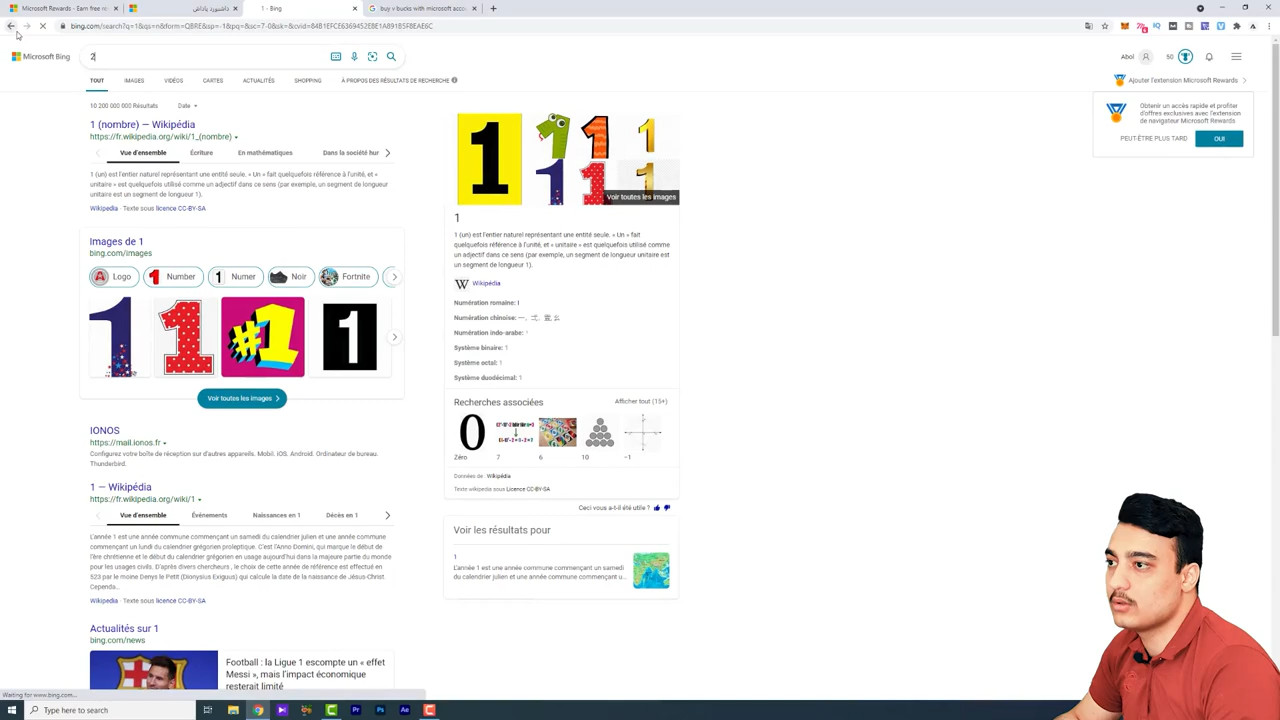 Microsoft Rewards - Earn free re
داشبورد پاداش
1 - Bing
buy v bucks with microsoft acco
bing.com/search?q=1&qs=n&form=QBRE&sp=-1&pq=&sc=7-0&sk=&cvid=84B1EFCE6369452EBE1A891B5FBEAE6C
Microsoft Bing
2
Abol
50
TOUT
IMAGES
VIDÉOS
CARTES
ACTUALITÉS
SHOPPING
À PROPOS DES RÉSULTATS DE RECHERCHE
Ajouter l'extension Microsoft Rewards
10 200 000 000 Résultats
Date
Obtenir un accès rapide et profiter
d'offres exclusives avec l'extension
de navigateur Microsoft Rewards
PEUT-ÊTRE PLUS TARD
OUI
1 (nombre) — Wikipédia
https://fr.wikipedia.org/wiki/1_(nombre)
Vue d'ensemble
Écriture
En mathématiques
Dans la société hur
1 (un) est l'entier naturel représentant une entité seule. « Un » fait
quelquefois référence à l'unité, et « unitaire » est quelquefois utilisé
comme un adjectif dans ce sens (par exemple, un segment de longueur
unitaire est un segment de longueur 1).
Wikipedia · Texte sous licence CC-BY-SA
Images de 1
bing.com/images
Logo
Number
Numer
Noir
Fortnite
#1
1
Voir toutes les images
IONOS
https://mail.ionos.fr
Configurez votre boîte de réception sur d'autres appareils. Mobil. iOS. Android. Ordinateur de bureau.
Thunderbird.
1 — Wikipédia
https://fr.wikipedia.org/wiki/1
Vue d'ensemble
Événements
Naissances en 1
Décès en 1
L'année 1 est une année commune commençant un samedi du calendrier julien et une année commune
commençant un lundi du calendrier grégorien proleptique. C'est l'Anno Domini, qui marque le début de
l'ère chrétienne et le début du calendrier grégorien en usage aujourd'hui dans la majeure partie du monde
pour les usages civils. D'après divers chercheurs , le choix de cette année de référence est effectué en
523 par le moine Denys le Petit (Dionysius Exiguus) qui calcule la date de la naissance de Jésus-Christ.
Cependa…
Wikipedia · Texte sous licence CC-BY-SA
Actualités sur 1
bing.com/news
Football : la Ligue 1 escompte un « effet
Messi », mais l'impact économique
resterait limité
Voir toutes les images
1
1 (un) est l'entier naturel représentant une entité seule. « Un » fait
quelquefois référence à l'unité, et « unitaire » est quelquefois utilisé comme
un adjectif dans ce sens (par exemple, un segment de longueur unitaire est
un segment de longueur 1).
Wikipédia
Numération romaine: I
Numération chinoise:
Numération indo-arabe:
Système binaire: 1
Système octal: 1
Système duodécimal: 1
Recherches associées
Afficher tout (15+)
Zéro
7
6
10
−1
Données de : Wikipédia
Texte wikipedia sous Licence CC-BY-SA
Ceci vous a-t-il été utile ?
Voir les résultats pour
1
L'année 1 est une année commune commençant un samedi
du calendrier julien et une année commune commençant u…
Waiting for www.bing.com...
Type here to search
Pr
Ps
Ae